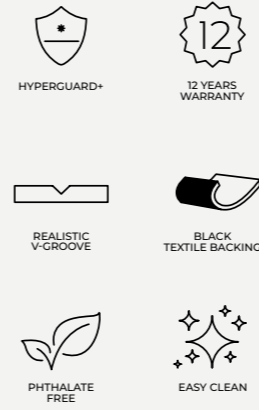 12
HYPERGUARD+
12 YEARS
WARRANTY
REALISTIC
V-GROOVE
BLACK
TEXTILE BACKING
PHTHALATE
FREE
EASY CLEAN